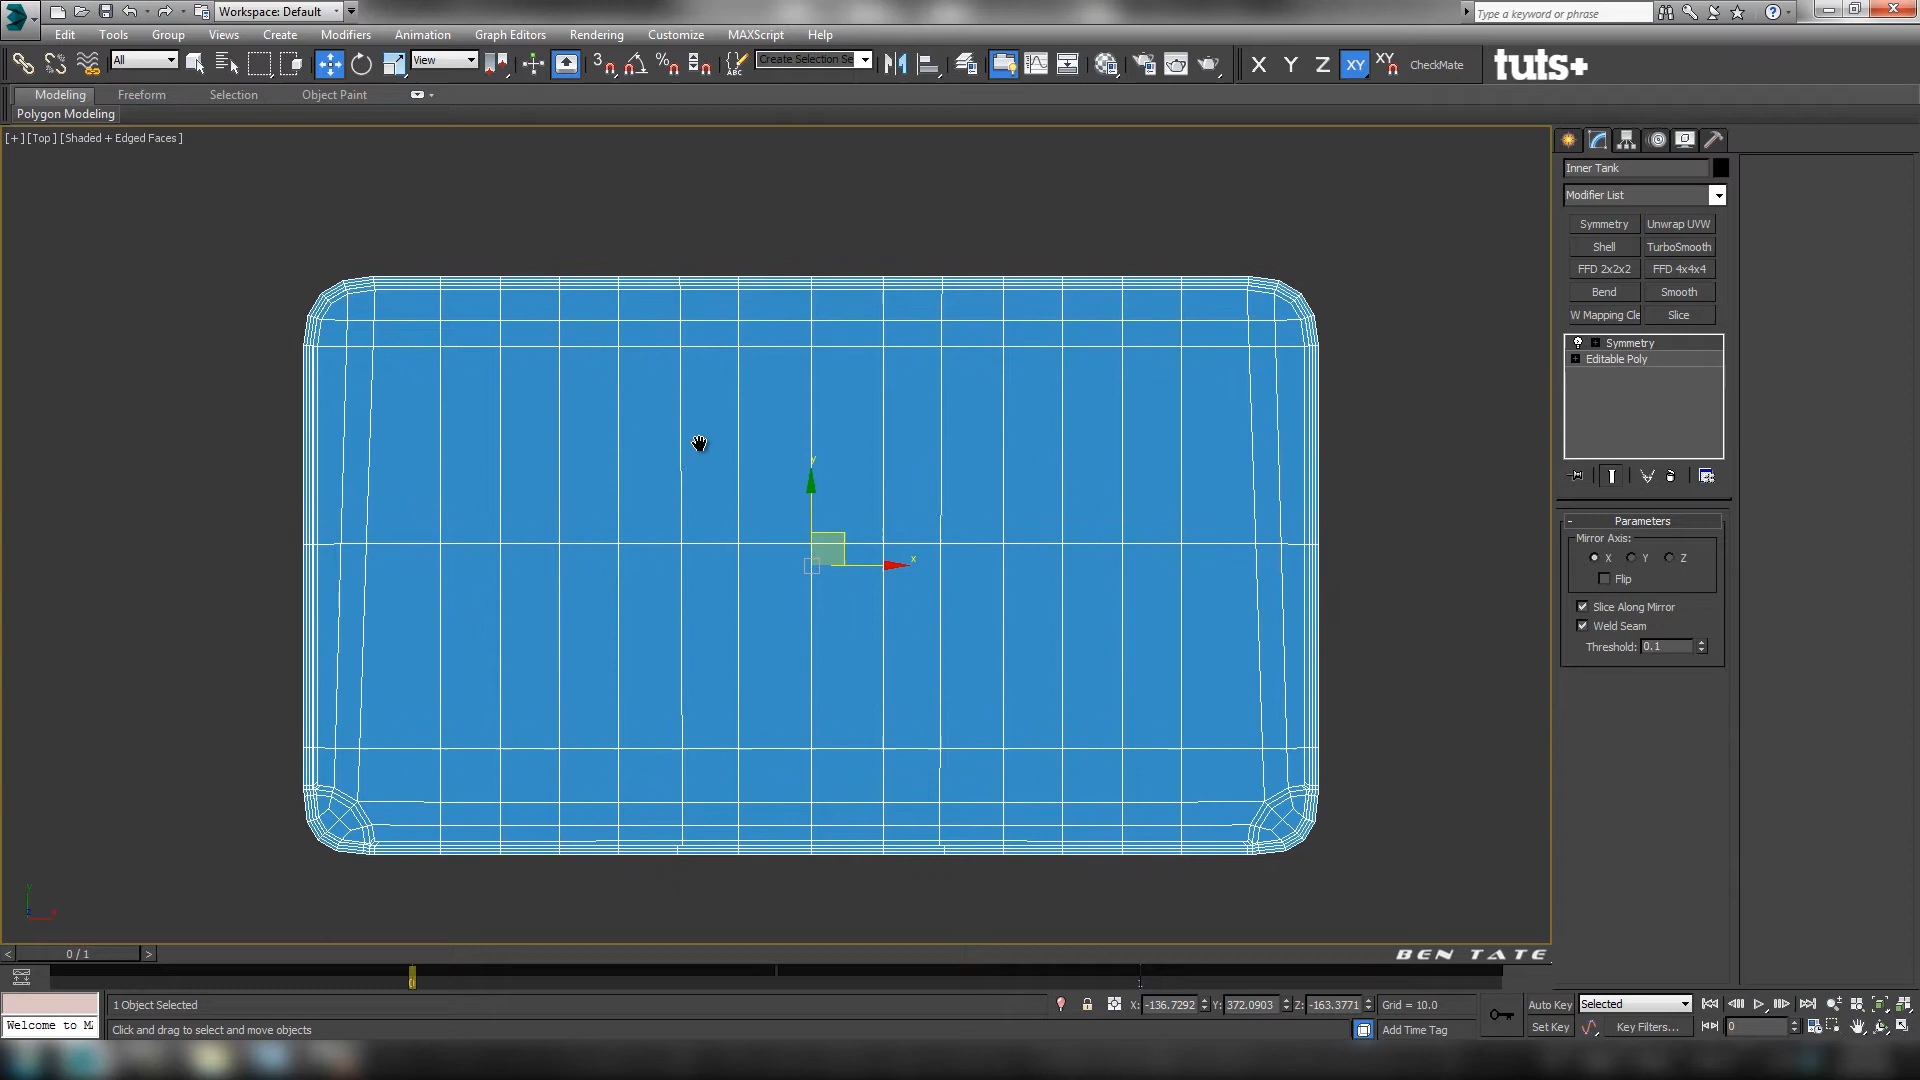 Workspace: Default
Type a keyword or phrase
Edit Tools Group Views Create Modifiers Animation Graph Editors Rendering Customize MAXScript Help
All View 3 Create Selection Se X Y Z XY XY CheckMate tuts+
Modeling Freeform Selection Object Paint
Polygon Modeling
[+] [Top] [Shaded + Edged Faces]
Inner Tank
Modifier List
Symmetry Unwrap UVW
Shell TurboSmooth
FFD 2x2x2 FFD 4x4x4
Bend Smooth
W Mapping Cle Slice
Symmetry
Editable Poly
y
x
Parameters
Mirror Axis:
X Y Z
Flip
Slice Along Mirror
Weld Seam
Threshold: 0.1
0 / 1
BEN TATE
0 1
1 Object Selected X: -136.7292 Y: 372.0903 Z: -163.3771 Grid = 10.0 Auto Key Selected
Welcome to M
Click and drag to select and move objects Add Time Tag Set Key Key Filters... 0